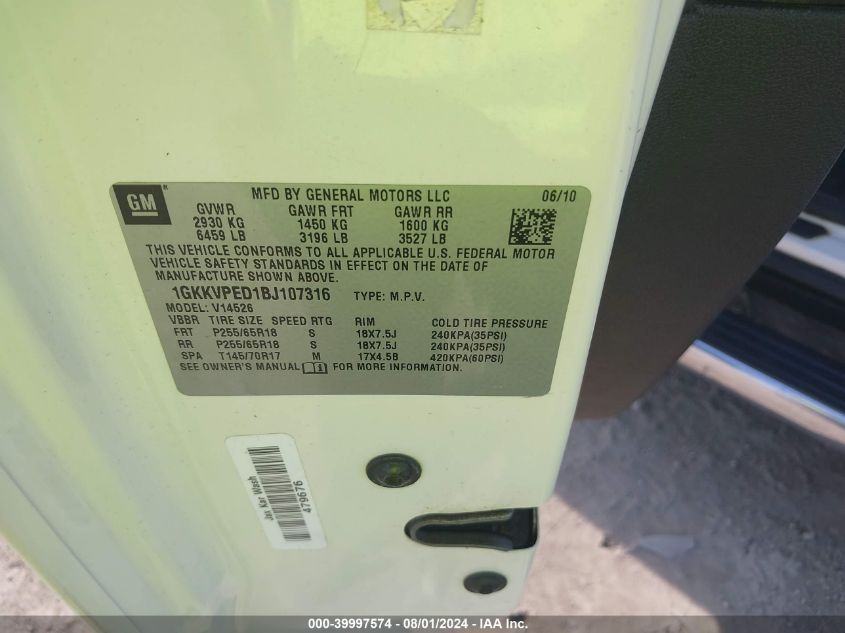 GM
MFD BY GENERAL MOTORS LLC 06/10
GVWR GAWR FRT GAWR RR
2930 KG 1450 KG 1600 KG
6459 LB 3196 LB 3527 LB
THIS VEHICLE CONFORMS TO ALL APPLICABLE U.S. FEDERAL MOTOR
VEHICLE SAFETY STANDARDS IN EFFECT ON THE DATE OF
MANUFACTURE SHOWN ABOVE.
1GKKVPED1BJ107316 TYPE: M.P.V.
MODEL: V14526
VBBR TIRE SIZE SPEED RTG RIM COLD TIRE PRESSURE
FRT P255/65R18 S 18X7.5J 240KPA(35PSI)
RR P255/65R18 S 18X7.5J 240KPA(35PSI)
SPA T145/70R17 M 17X4.5B 420KPA(60PSI)
SEE OWNER'S MANUAL FOR MORE INFORMATION.
Jax Kar Wash
479676
000-39997574 - 08/01/2024 - IAA Inc.